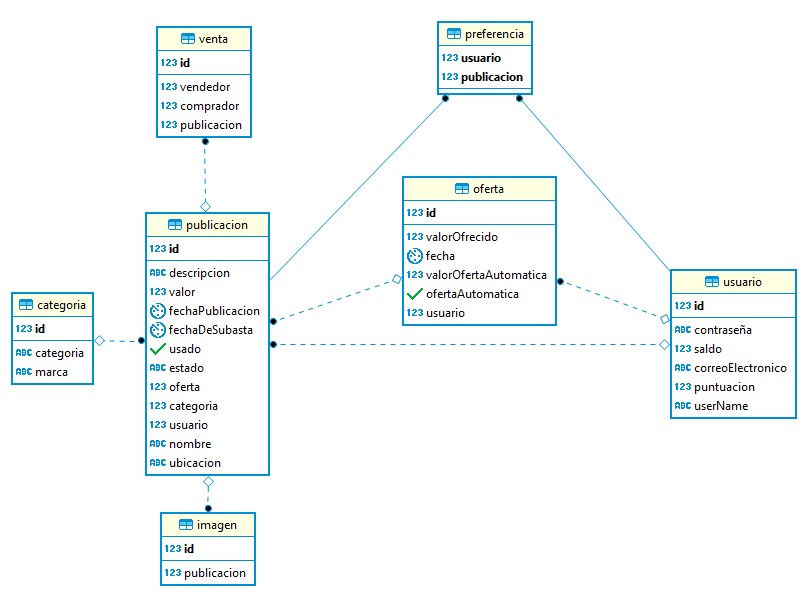 venta
123 id
123 vendedor
123 comprador
123 publicacion
preferencia
123 usuario
123 publicacion
oferta
123 id
123 valorOfrecido
fecha
123 valorOfertaAutomatica
ofertaAutomatica
123 usuario
publicacion
123 id
ABC descripcion
123 valor
fechaPublicacion
fechaDeSubasta
usado
ABC estado
123 oferta
123 categoria
123 usuario
ABC nombre
ABC ubicacion
categoria
123 id
ABC categoria
ABC marca
usuario
123 id
ABC contraseña
123 saldo
ABC correoElectronico
123 puntuacion
ABC userName
imagen
123 id
123 publicacion